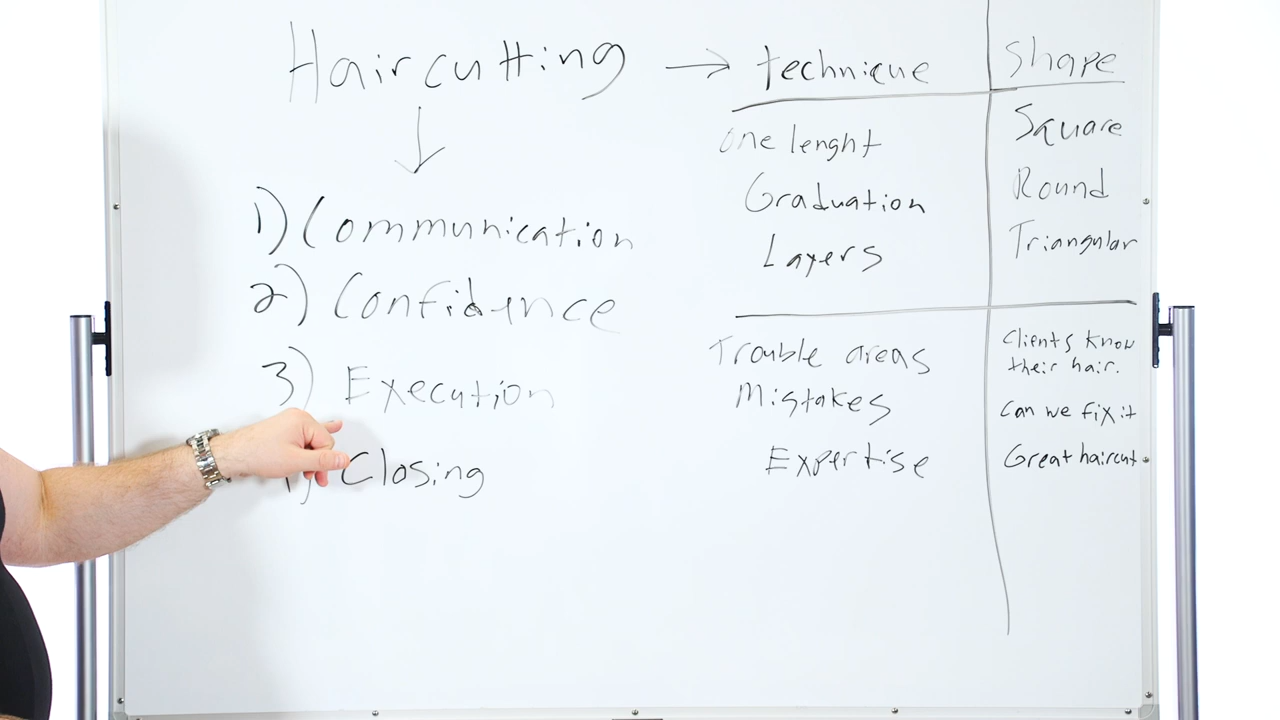 Haircutting → technique shape
1) Communication
2) Confidence
3) Execution
Closing
one lenght Square
Graduation Round
Layers Triangular
Trouble areas Clients know their hair.
Mistakes Can we fix it
Expertise Great haircut